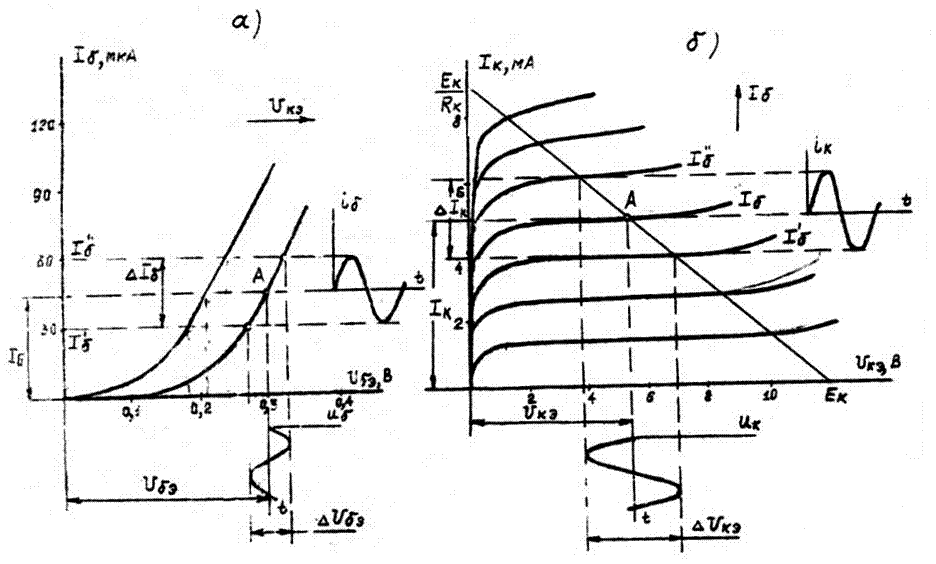 а)
Iб, мкА
Uкэ
120
90
60
30
Iб"
ΔIб
Iб'
Iб
A
iб
t
0,1
0,2
0,3
0,4
Uбэ, В
uб
Uбэ
t
ΔUбэ
б)
Iк, мА
Eк
Rк
8
6
4
2
ΔIк
Iк
Iб
Iб"
A
Iб
Iб'
iк
t
2
4
6
8
10
Uкэ, В
Eк
Uкэ
uк
t
ΔUкэ